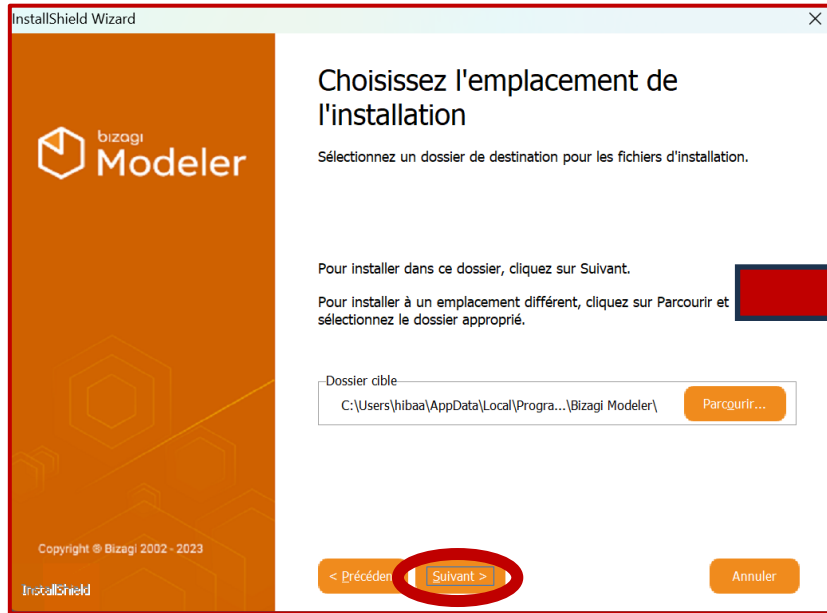 InstallShield Wizard
bizagi
Modeler
Choisissez l'emplacement de
l'installation
Sélectionnez un dossier de destination pour les fichiers d'installation.
Pour installer dans ce dossier, cliquez sur Suivant.
Pour installer à un emplacement différent, cliquez sur Parcourir et
sélectionnez le dossier approprié.
Dossier cible
C:\Users\hibaa\AppData\Local\Progra...\Bizagi Modeler\
Parcourir...
Copyright © Bizagi 2002 - 2023
InstallShield
< Précéden
Suivant >
Annuler